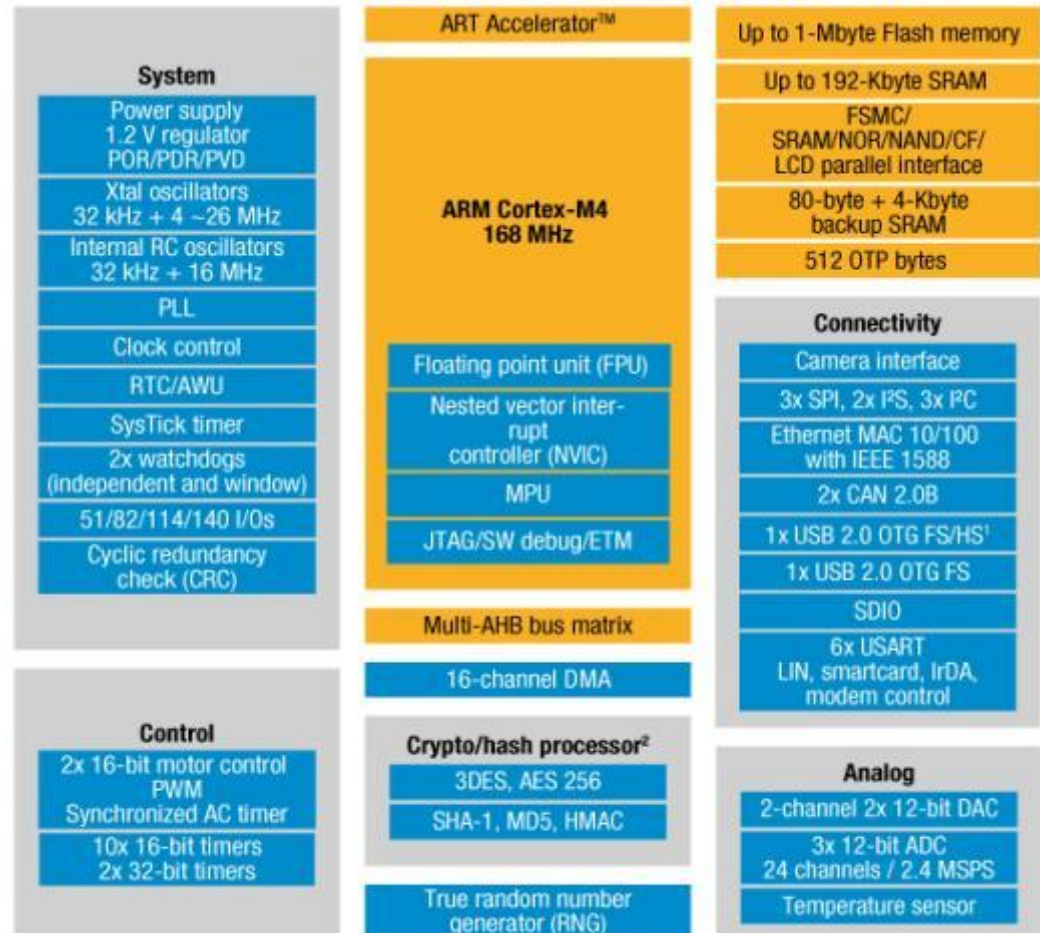 System
Power supply
1.2 V regulator
POR/PDR/PVD
Xtal oscillators
32 kHz + 4 ~26 MHz
Internal RC oscillators
32 kHz + 16 MHz
PLL
Clock control
RTC/AWU
SysTick timer
2x watchdogs
(independent and window)
51/82/114/140 I/Os
Cyclic redundancy
check (CRC)
Control
2x 16-bit motor control
PWM
Synchronized AC timer
10x 16-bit timers
2x 32-bit timers
ART Accelerator™
ARM Cortex-M4
168 MHz
Floating point unit (FPU)
Nested vector inter-
rupt
controller (NVIC)
MPU
JTAG/SW debug/ETM
Multi-AHB bus matrix
16-channel DMA
Crypto/hash processor²
3DES, AES 256
SHA-1, MD5, HMAC
True random number
generator (RNG)
Up to 1-Mbyte Flash memory
Up to 192-Kbyte SRAM
FSMC/
SRAM/NOR/NAND/CF/
LCD parallel interface
80-byte + 4-Kbyte
backup SRAM
512 OTP bytes
Connectivity
Camera interface
3x SPI, 2x I²S, 3x I²C
Ethernet MAC 10/100
with IEEE 1588
2x CAN 2.0B
1x USB 2.0 OTG FS/HS¹
1x USB 2.0 OTG FS
SDIO
6x USART
LIN, smartcard, IrDA,
modem control
Analog
2-channel 2x 12-bit DAC
3x 12-bit ADC
24 channels / 2.4 MSPS
Temperature sensor